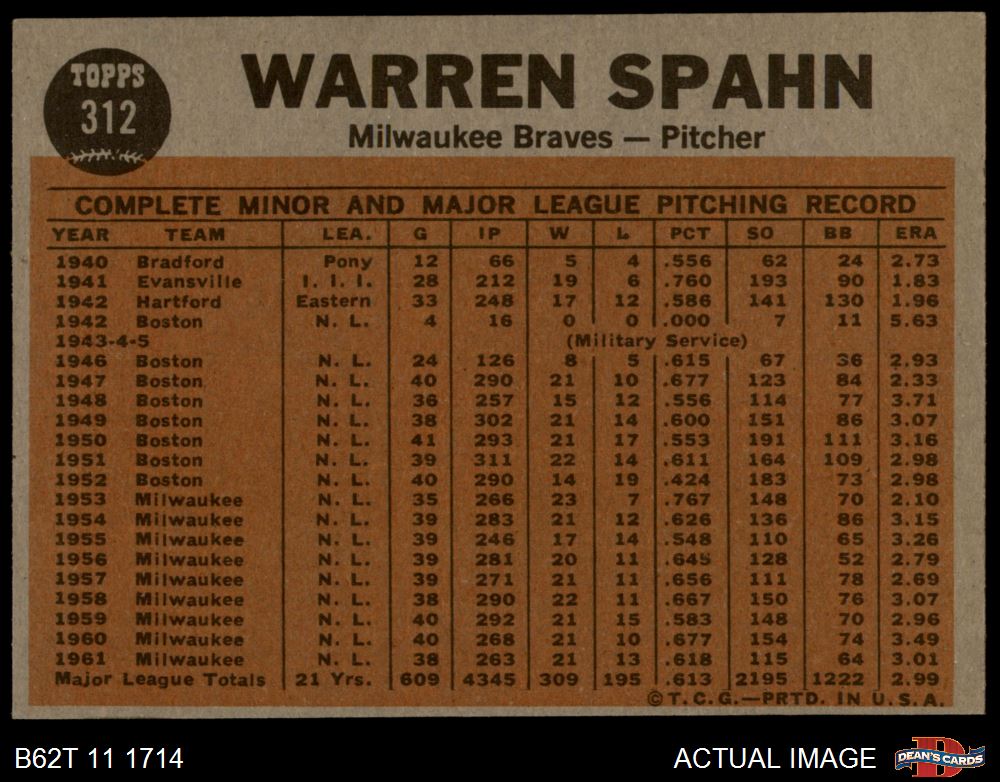 TOPPS
312
WARREN SPAHN
Milwaukee Braves — Pitcher
COMPLETE MINOR AND MAJOR LEAGUE PITCHING RECORD
YEAR TEAM LEA. G IP W L PCT SO BB ERA
1940 Bradford Pony 12 66 5 4 .556 62 24 2.73
1941 Evansville I. I. I. 28 212 19 6 .760 193 90 1.83
1942 Hartford Eastern 33 248 17 12 .586 141 130 1.96
1942 Boston N. L. 4 16 0 0 .000 7 11 5.63
1943-4-5 (Military Service)
1946 Boston N. L. 24 126 8 5 .615 67 36 2.93
1947 Boston N. L. 40 290 21 10 .677 123 84 2.33
1948 Boston N. L. 36 257 15 12 .556 114 77 3.71
1949 Boston N. L. 38 302 21 14 .600 151 86 3.07
1950 Boston N. L. 41 293 21 17 .553 191 111 3.16
1951 Boston N. L. 39 311 22 14 .611 164 109 2.98
1952 Boston N. L. 40 290 14 19 .424 183 73 2.98
1953 Milwaukee N. L. 35 266 23 7 .767 148 70 2.10
1954 Milwaukee N. L. 39 283 21 12 .626 136 86 3.15
1955 Milwaukee N. L. 39 246 17 14 .548 110 65 3.26
1956 Milwaukee N. L. 39 281 20 11 .645 128 52 2.79
1957 Milwaukee N. L. 39 271 21 11 .656 111 78 2.69
1958 Milwaukee N. L. 38 290 22 11 .667 150 76 3.07
1959 Milwaukee N. L. 40 292 21 15 .583 148 70 2.96
1960 Milwaukee N. L. 40 268 21 10 .677 154 74 3.49
1961 Milwaukee N. L. 38 263 21 13 .618 115 64 3.01
Major League Totals 21 Yrs. 609 4345 309 195 .613 2195 1222 2.99
© T.C.G.—PRTD. IN U.S.A.
B62T 11 1714 ACTUAL IMAGE DEAN'S CARDS